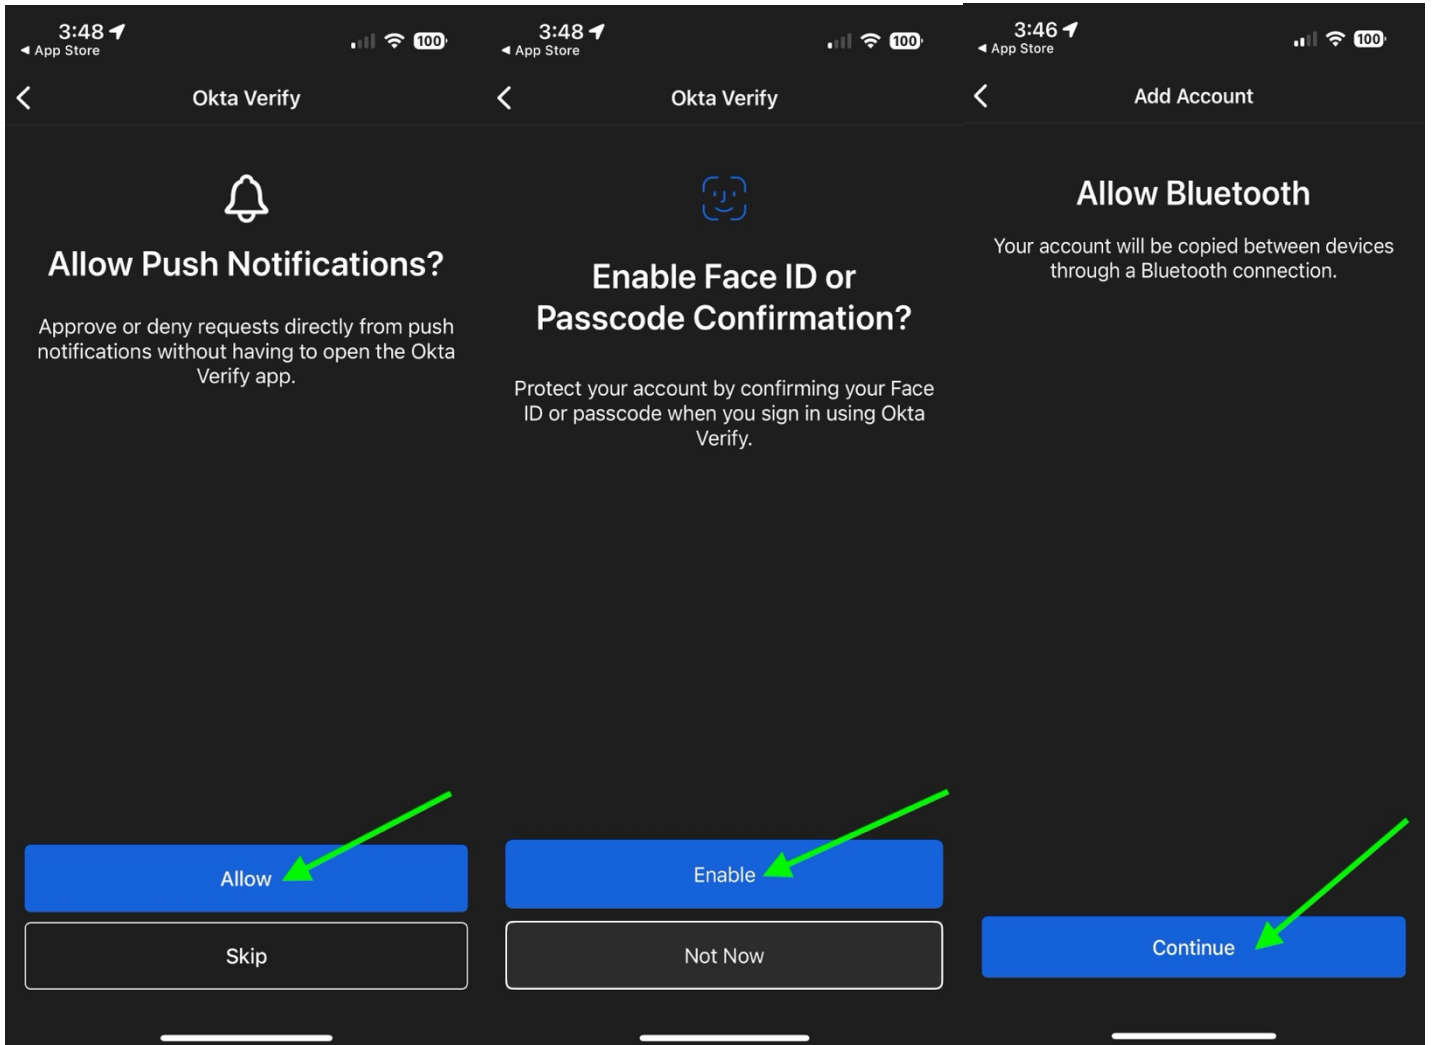 3:48
◀ App Store
100
Okta Verify
Allow Push Notifications?
Approve or deny requests directly from push
notifications without having to open the Okta
Verify app.
Allow
Skip
3:48
◀ App Store
100
Okta Verify
Enable Face ID or
Passcode Confirmation?
Protect your account by confirming your Face
ID or passcode when you sign in using Okta
Verify.
Enable
Not Now
3:46
◀ App Store
100
Add Account
Allow Bluetooth
Your account will be copied between devices
through a Bluetooth connection.
Continue